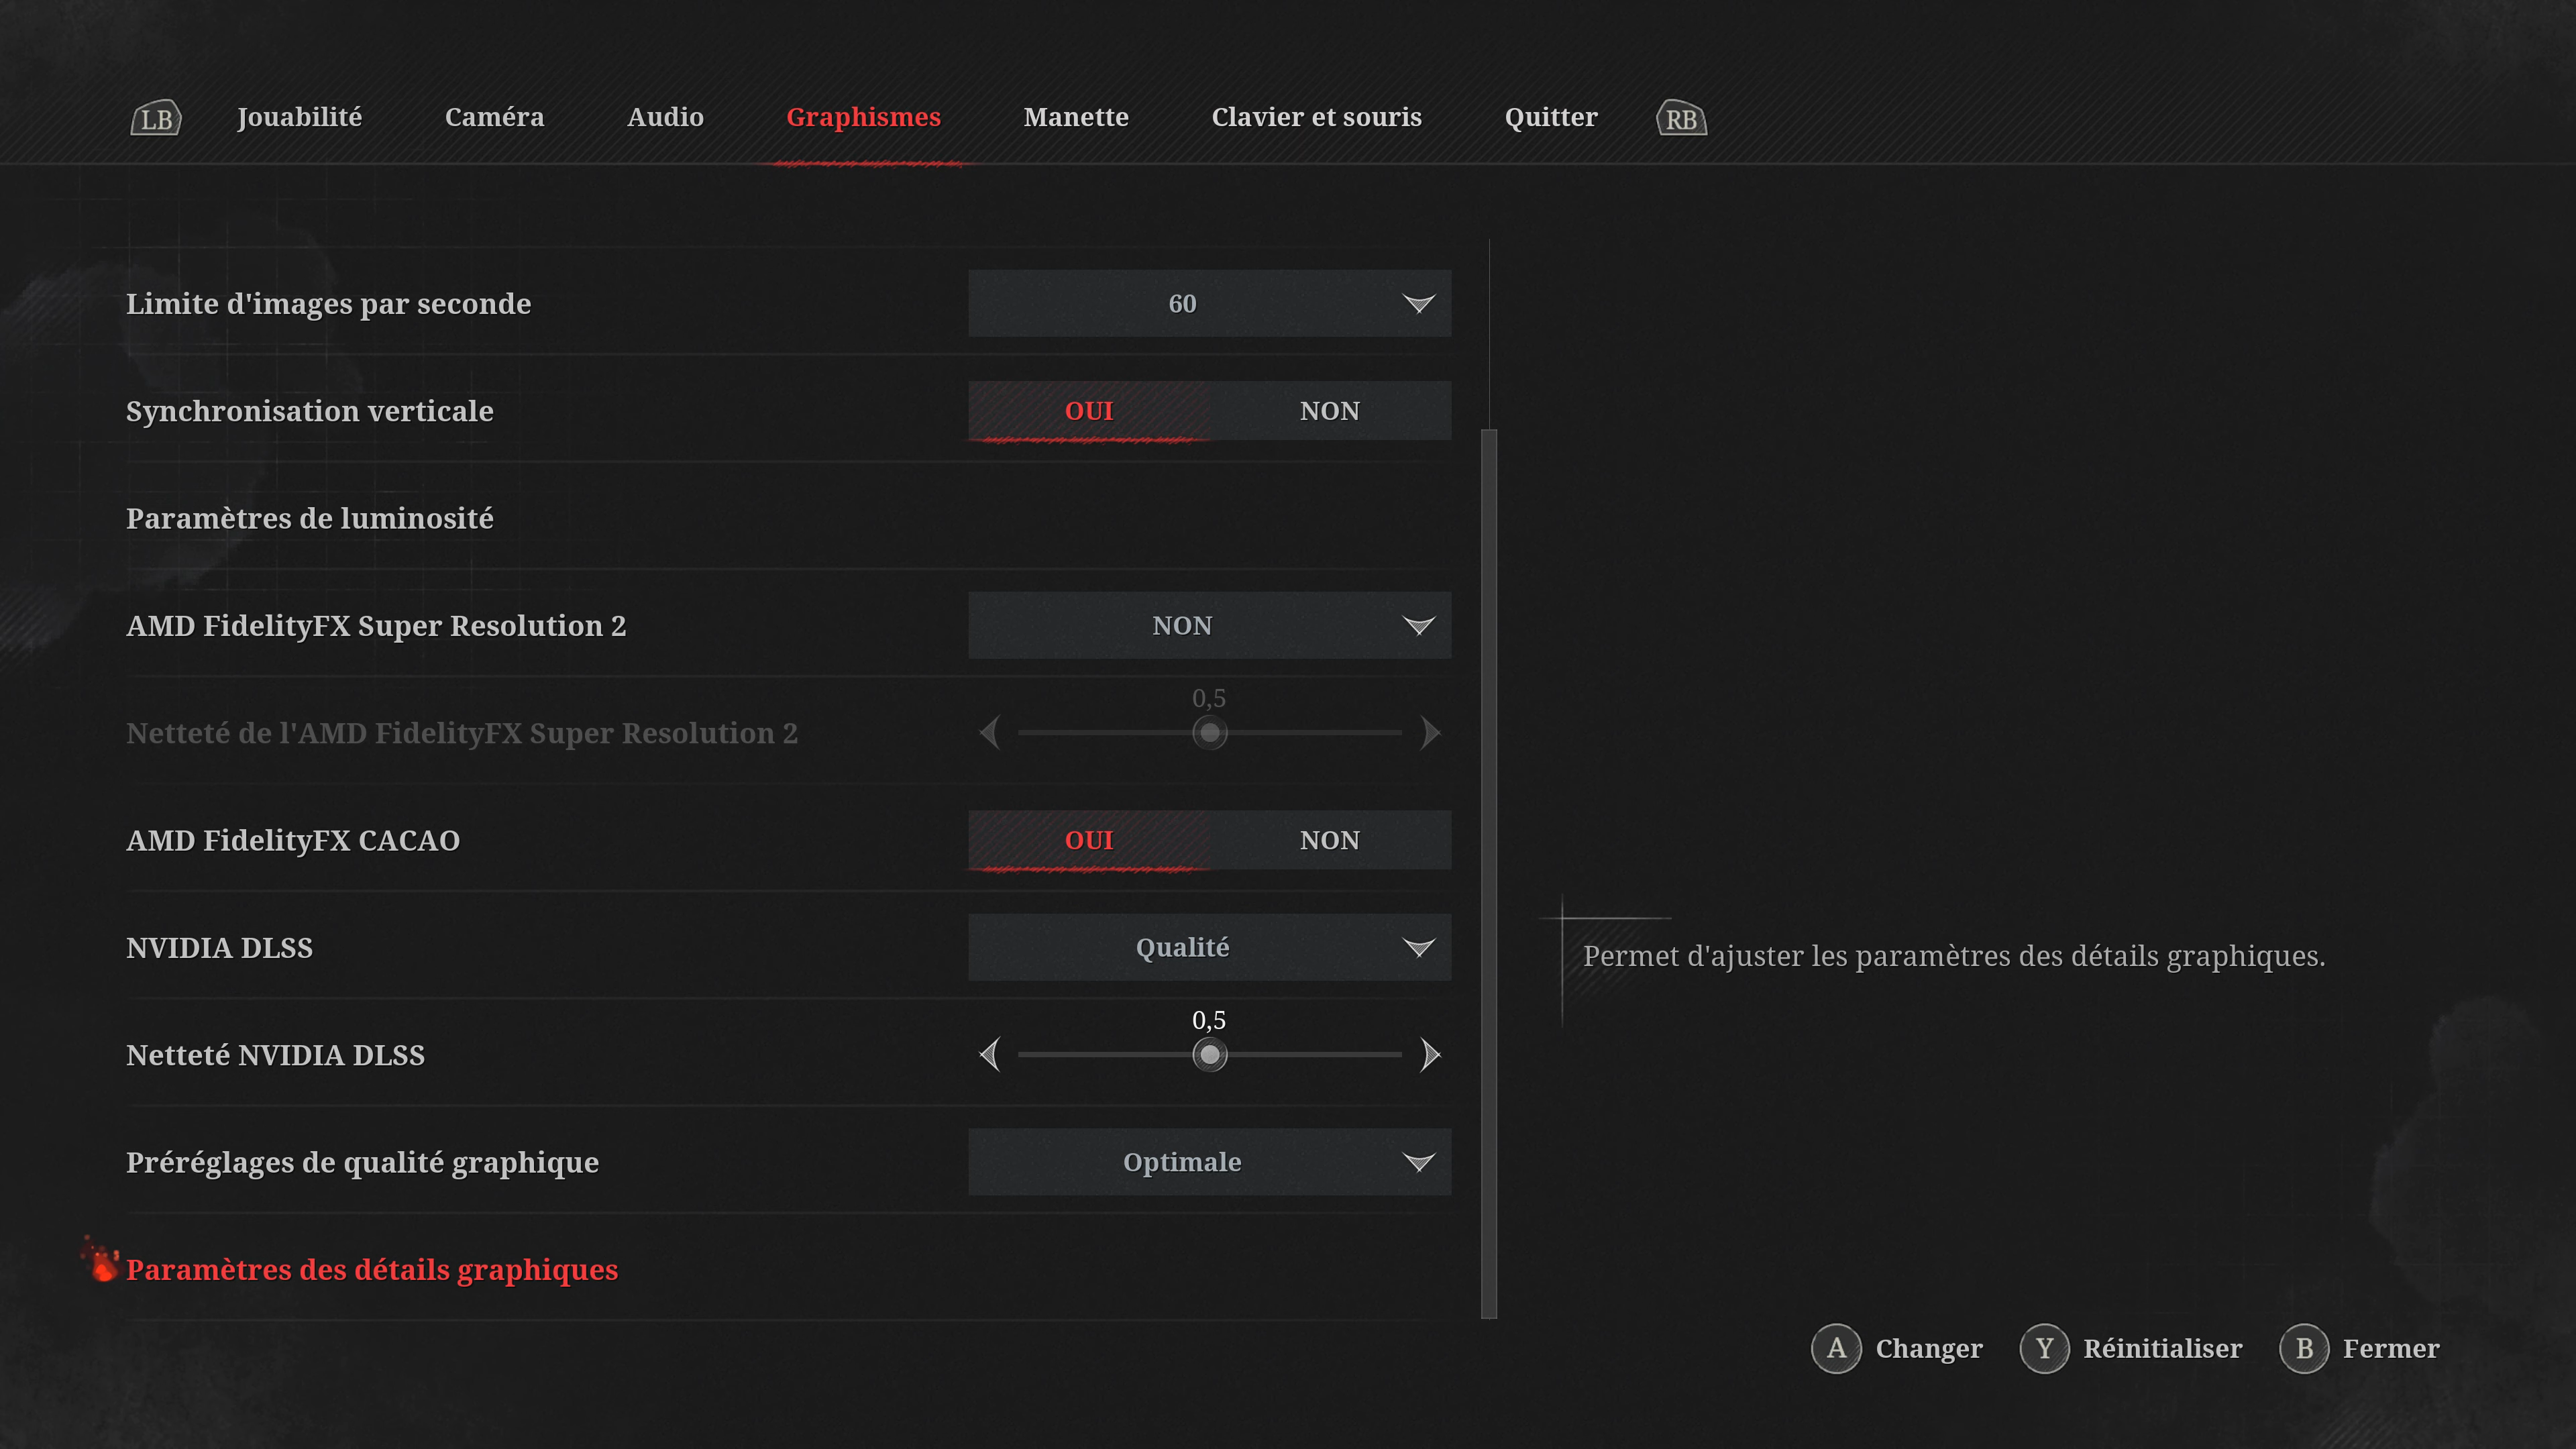 LB Jouabilité Caméra Audio Graphismes Manette Clavier et souris Quitter RB
Limite d'images par seconde 60
Synchronisation verticale OUI NON
Paramètres de luminosité
AMD FidelityFX Super Resolution 2 NON
0,5
Netteté de l'AMD FidelityFX Super Resolution 2
AMD FidelityFX CACAO OUI NON
NVIDIA DLSS Qualité
Permet d'ajuster les paramètres des détails graphiques.
0,5
Netteté NVIDIA DLSS
Préréglages de qualité graphique Optimale
Paramètres des détails graphiques
A Changer Y Réinitialiser B Fermer